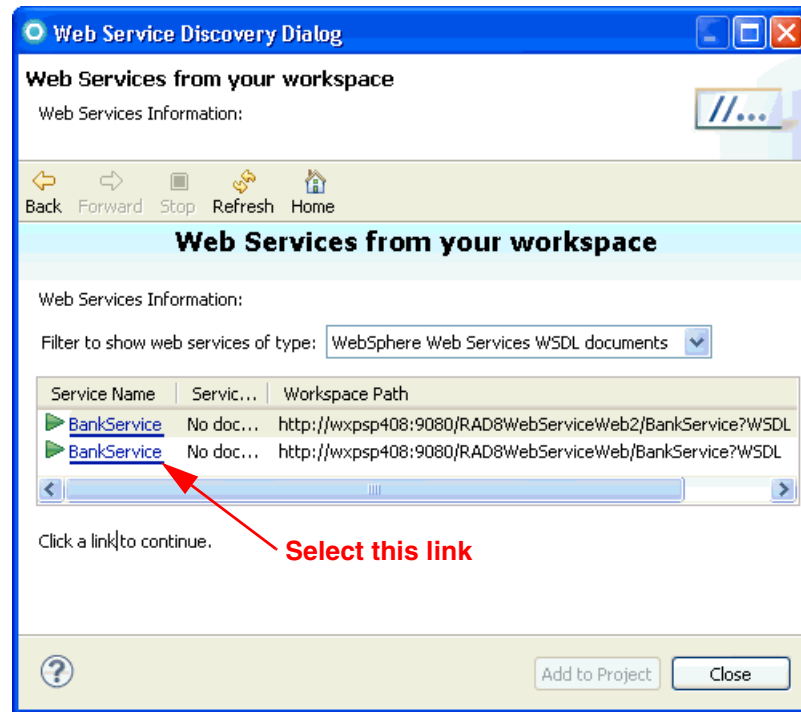 Web Service Discovery Dialog
Web Services from your workspace
Web Services Information:
//...
Back Forward Stop Refresh Home
Web Services from your workspace
Web Services Information:
Filter to show web services of type: WebSphere Web Services WSDL documents
Service Name Servic... Workspace Path
BankService No doc... http://wxpsp408:9080/RAD8WebServiceWeb2/BankService?WSDL
BankService No doc... http://wxpsp408:9080/RAD8WebServiceWeb/BankService?WSDL
Click a link to continue.
Select this link
? Add to Project Close